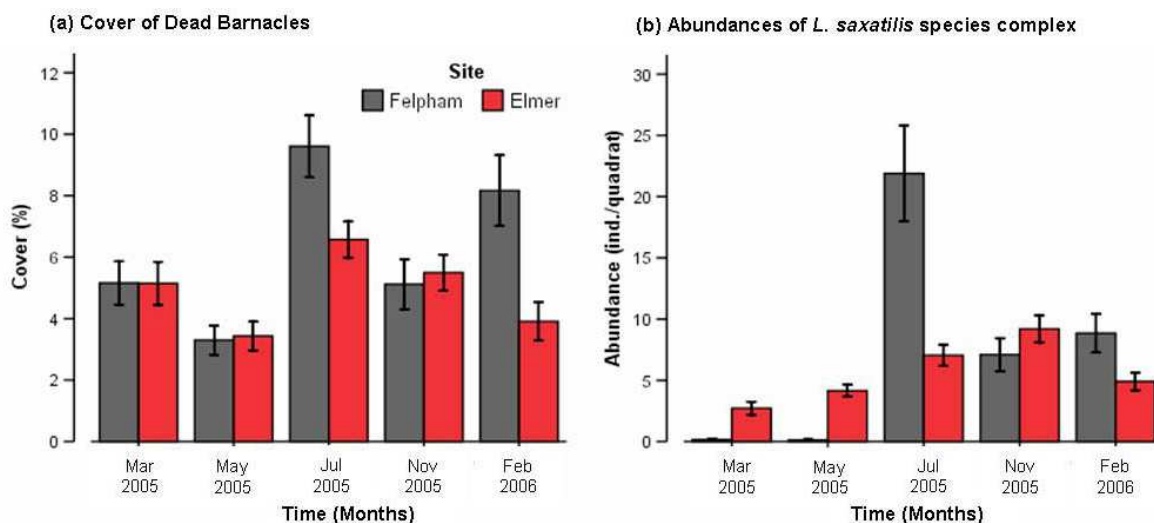 (a) Cover of Dead Barnacles
12
10
8
6
4
2
0
Cover (%)
Site
Felpham Elmer
Mar
2005
May
2005
Jul
2005
Nov
2005
Feb
2006
Time (Months)
(b) Abundances of L. saxatilis species complex
30
25
20
15
10
5
0
Abundance (ind./quadrat)
Mar
2005
May
2005
Jul
2005
Nov
2005
Feb
2006
Time (Months)